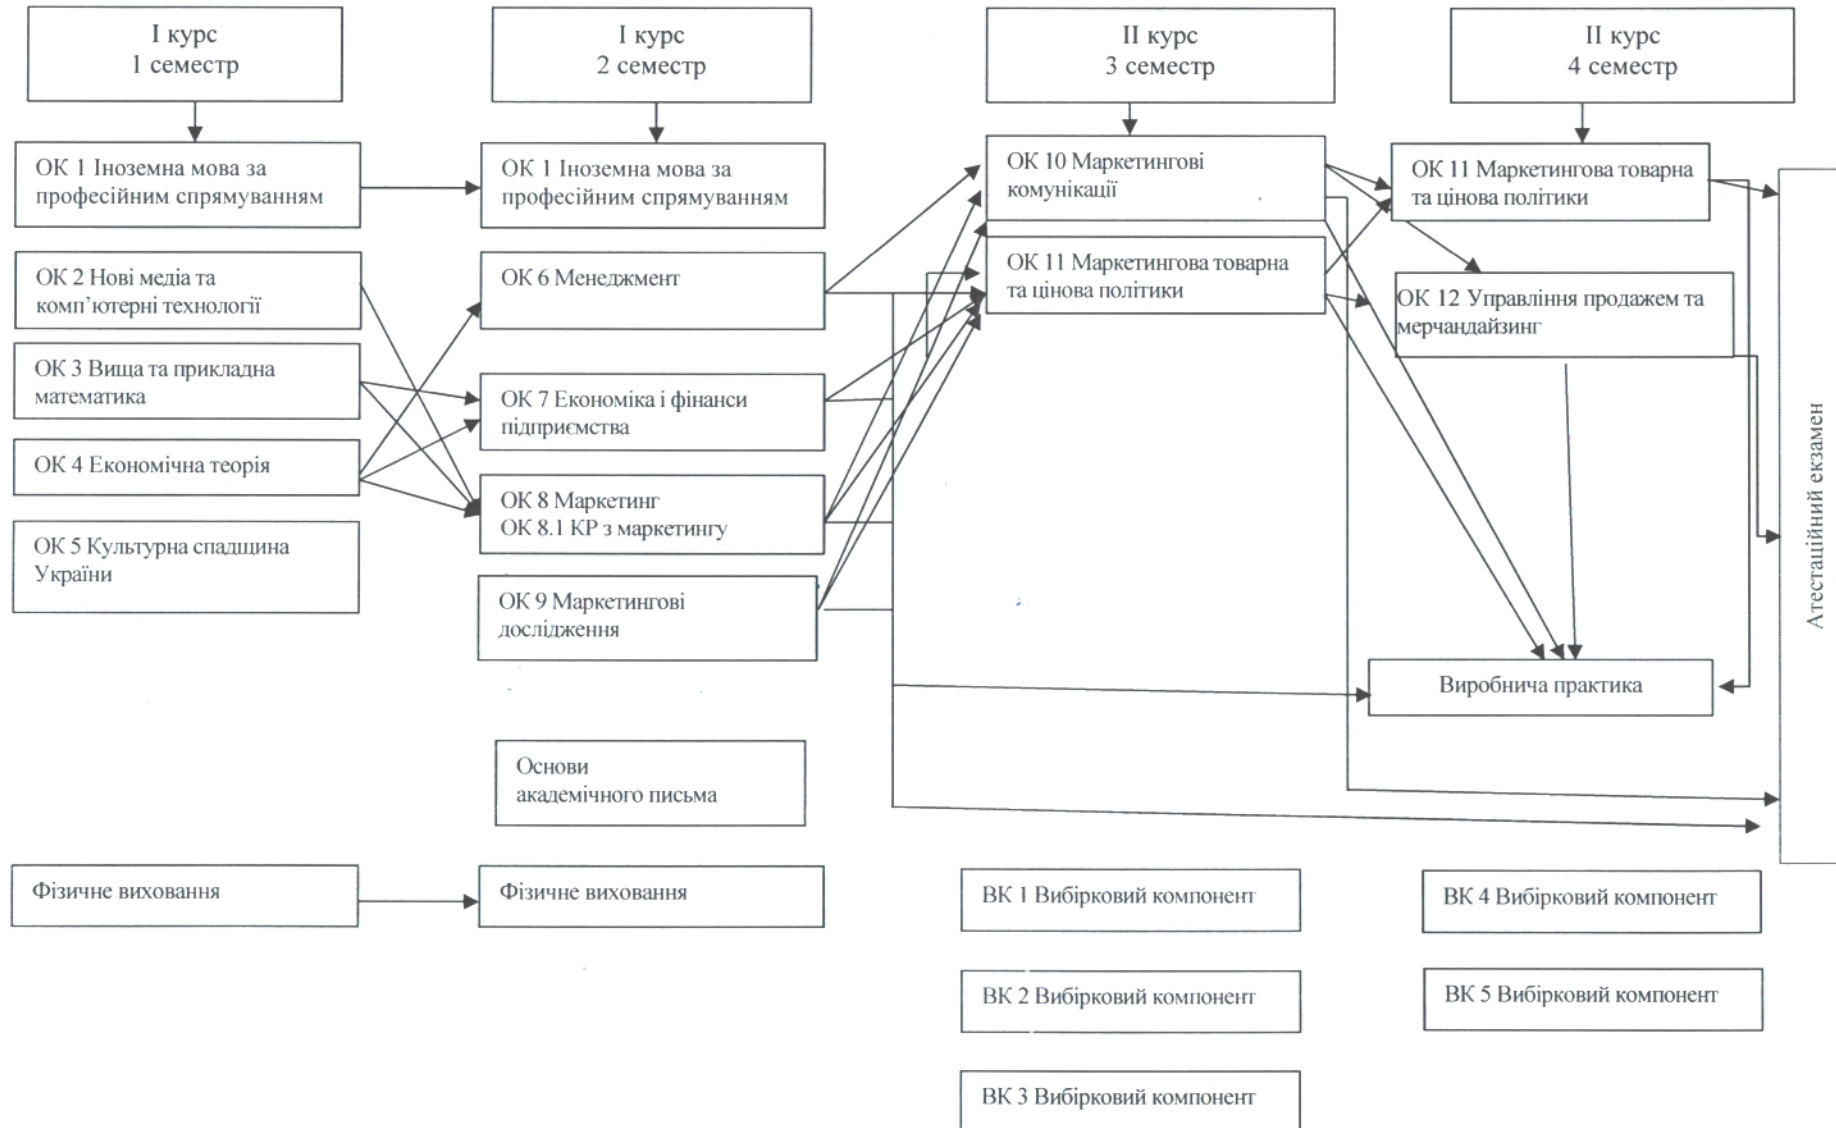 І курс
1 семестр
І курс
2 семестр
ІІ курс
3 семестр
ІІ курс
4 семестр
ОК 1 Іноземна мова за
професійним спрямуванням
ОК 2 Нові медіа та
комп’ютерні технології
ОК 3 Вища та прикладна
математика
ОК 4 Економічна теорія
ОК 5 Культурна спадщина
України
Фізичне виховання
ОК 1 Іноземна мова за
професійним спрямуванням
ОК 6 Менеджмент
ОК 7 Економіка і фінанси
підприємства
ОК 8 Маркетинг
ОК 8.1 КР з маркетингу
ОК 9 Маркетингові
дослідження
Основи
академічного письма
Фізичне виховання
ОК 10 Маркетингові
комунікації
ОК 11 Маркетингова товарна
та цінова політики
ВК 1 Вибірковий компонент
ВК 2 Вибірковий компонент
ВК 3 Вибірковий компонент
ОК 11 Маркетингова товарна
та цінова політики
ОК 12 Управління продажем та
мерчандайзинг
Виробнича практика
ВК 4 Вибірковий компонент
ВК 5 Вибірковий компонент
Атестаційний екзамен